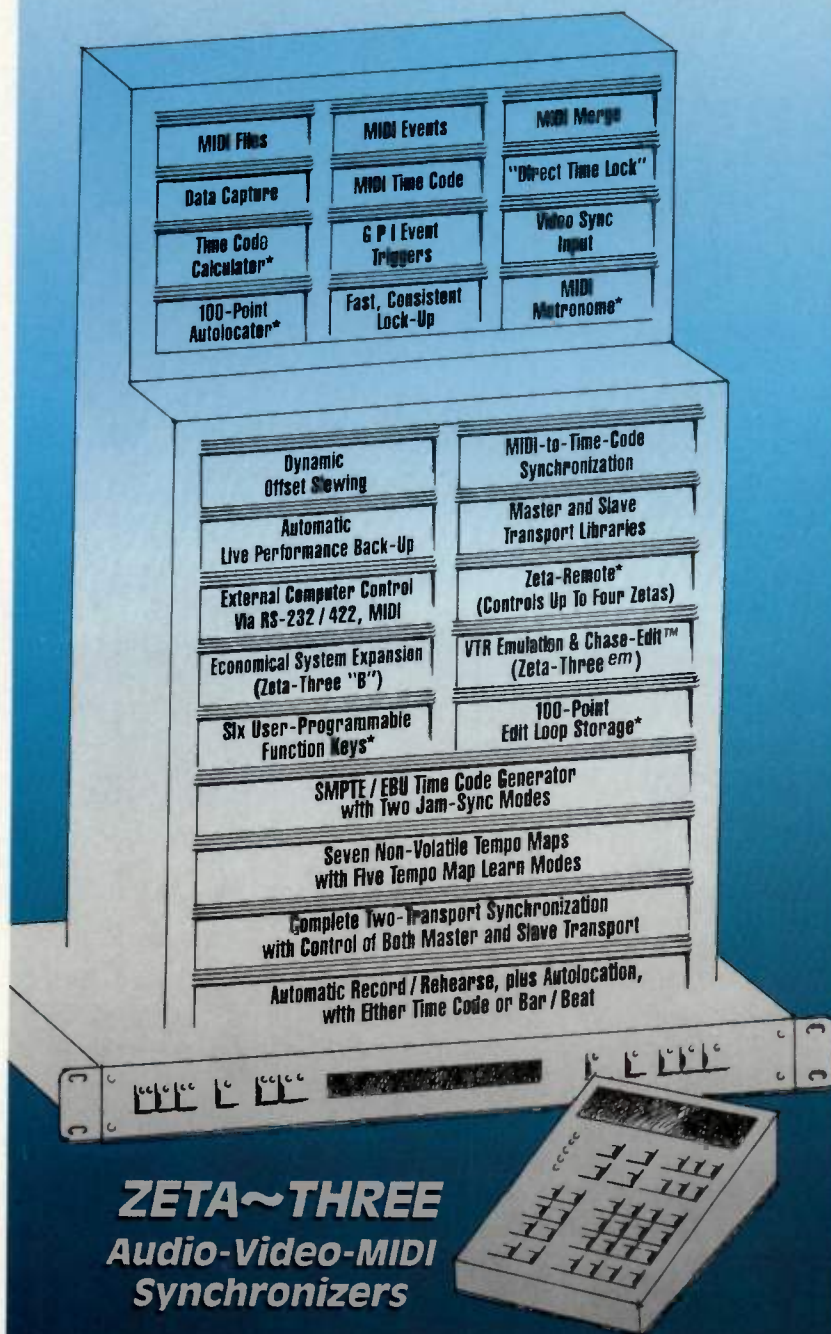 MIDI Files
MIDI Events
MIDI Merge
Data Capture
MIDI Time Code
"Direct Time Lock"
Time Code
Calculator*
G P I Event
Triggers
Video Sync
Input
100-Point
Autolocater*
Fast, Consistent
Lock-Up
MIDI
Metronome*
Dynamic
Offset Slewing
MIDI-to-Time-Code
Synchronization
Automatic
Live Performance Back-Up
Master and Slave
Transport Libraries
External Computer Control
Via RS-232 / 422, MIDI
Zeta-Remote*
(Controls Up To Four Zetas)
Economical System Expansion
(Zeta-Three "B")
VTR Emulation & Chase-Edit™
(Zeta-Three em)
Six User-Programmable
Function Keys*
100-Point
Edit Loop Storage*
SMPTE / EBU Time Code Generator
with Two Jam-Sync Modes
Seven Non-Volatile Tempo Maps
with Five Tempo Map Learn Modes
Complete Two-Transport Synchronization
with Control of Both Master and Slave Transport
Automatic Record / Rehearse, plus Autolocation,
with Either Time Code or Bar / Beat
ZETA~THREE
Audio-Video-MIDI
Synchronizers